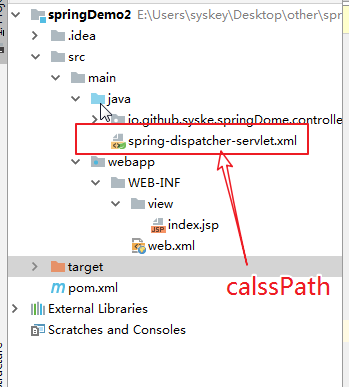 springDemo2 E:\Users\syskey\Desktop\other\spr
.idea
src
main
java
io.github.syske.springDome.controlle
spring-dispatcher-servlet.xml
webapp
WEB-INF
view
index.jsp
web.xml
target
calssPath
pom.xml
External Libraries
Scratches and Consoles